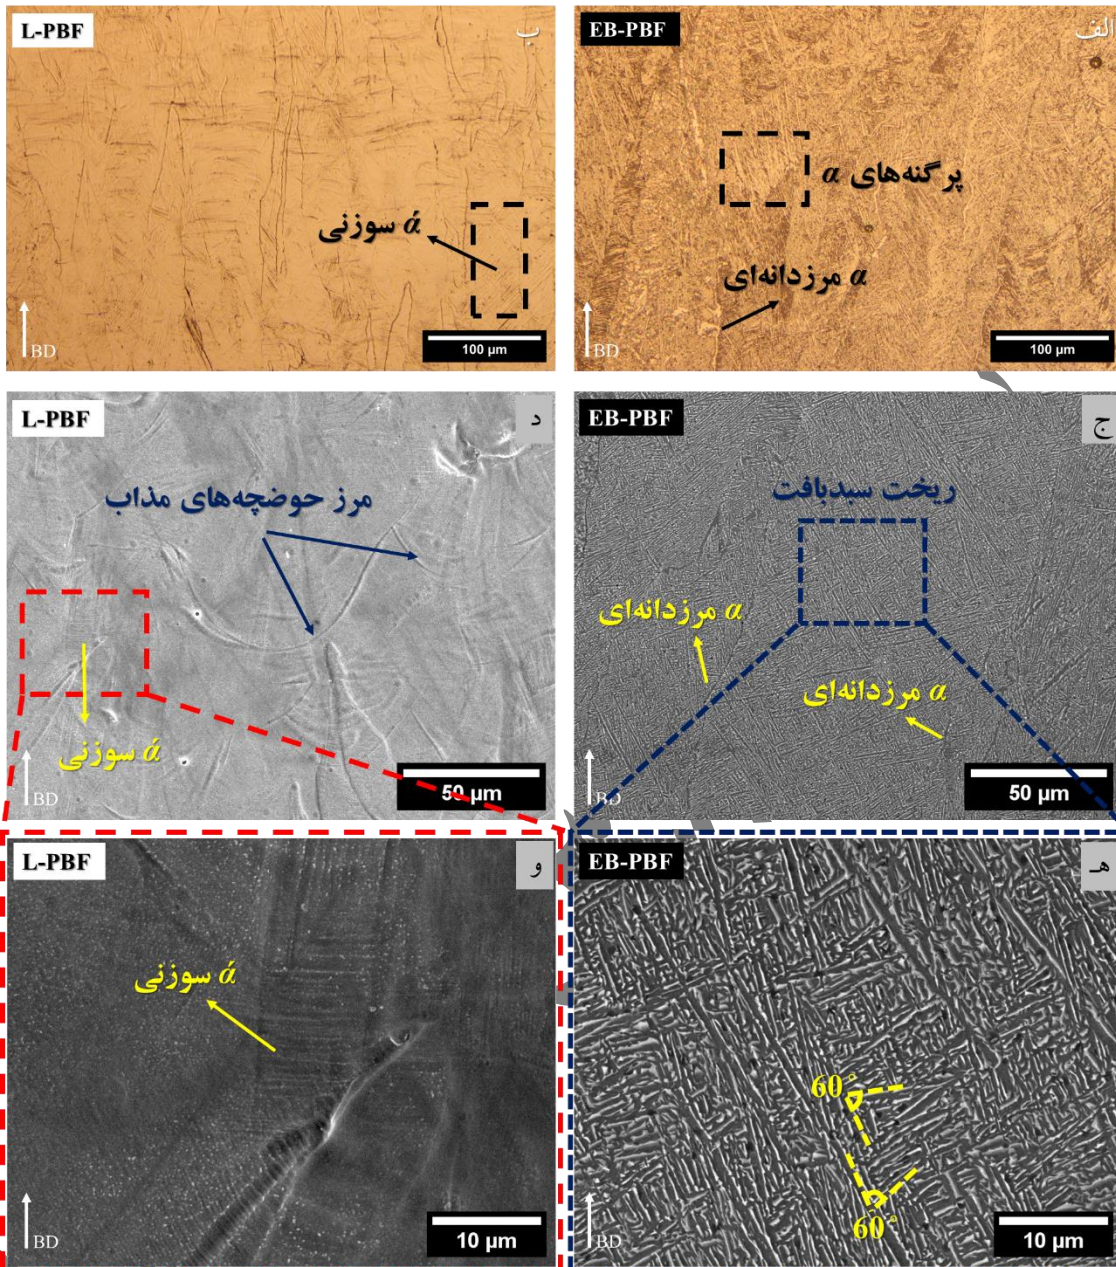 EB-PBF
الف
پرگنه‌های α
α مرزدانه‌ای
BD
100 µm
L-PBF
ب
ά سوزنی
BD
100 µm
EB-PBF
ج
ریخت سبدبافت
α مرزدانه‌ای
α مرزدانه‌ای
BD
50 µm
L-PBF
د
مرز حوضچه‌های مذاب
ά سوزنی
BD
50 µm
EB-PBF
هـ
60°
60°
BD
10 µm
L-PBF
و
ά سوزنی
BD
10 µm